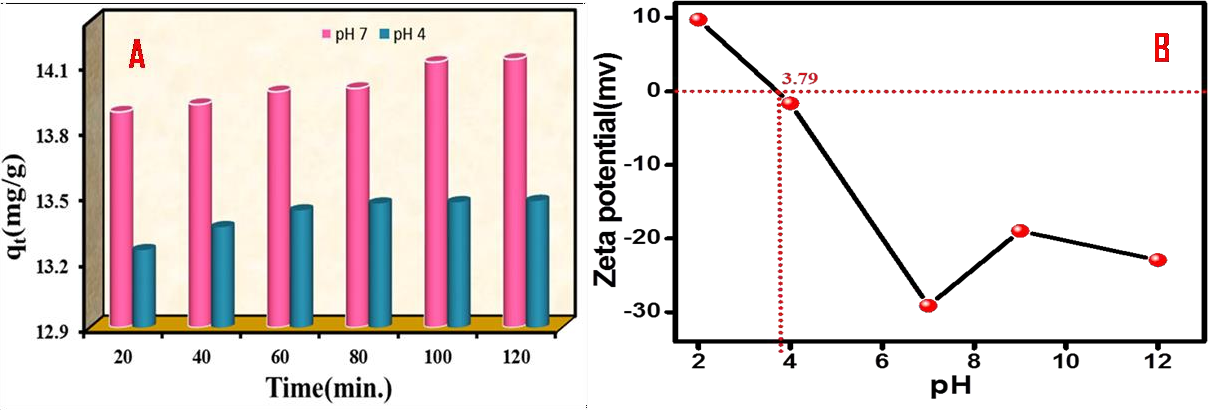 A
pH 7 pH 4
14.1
13.8
13.5
13.2
12.9
qt(mg/g)
20 40 60 80 100 120
Time(min.)
B
10
0
-10
-20
-30
Zeta potential(mv)
3.79
2 4 6 8 10 12
pH